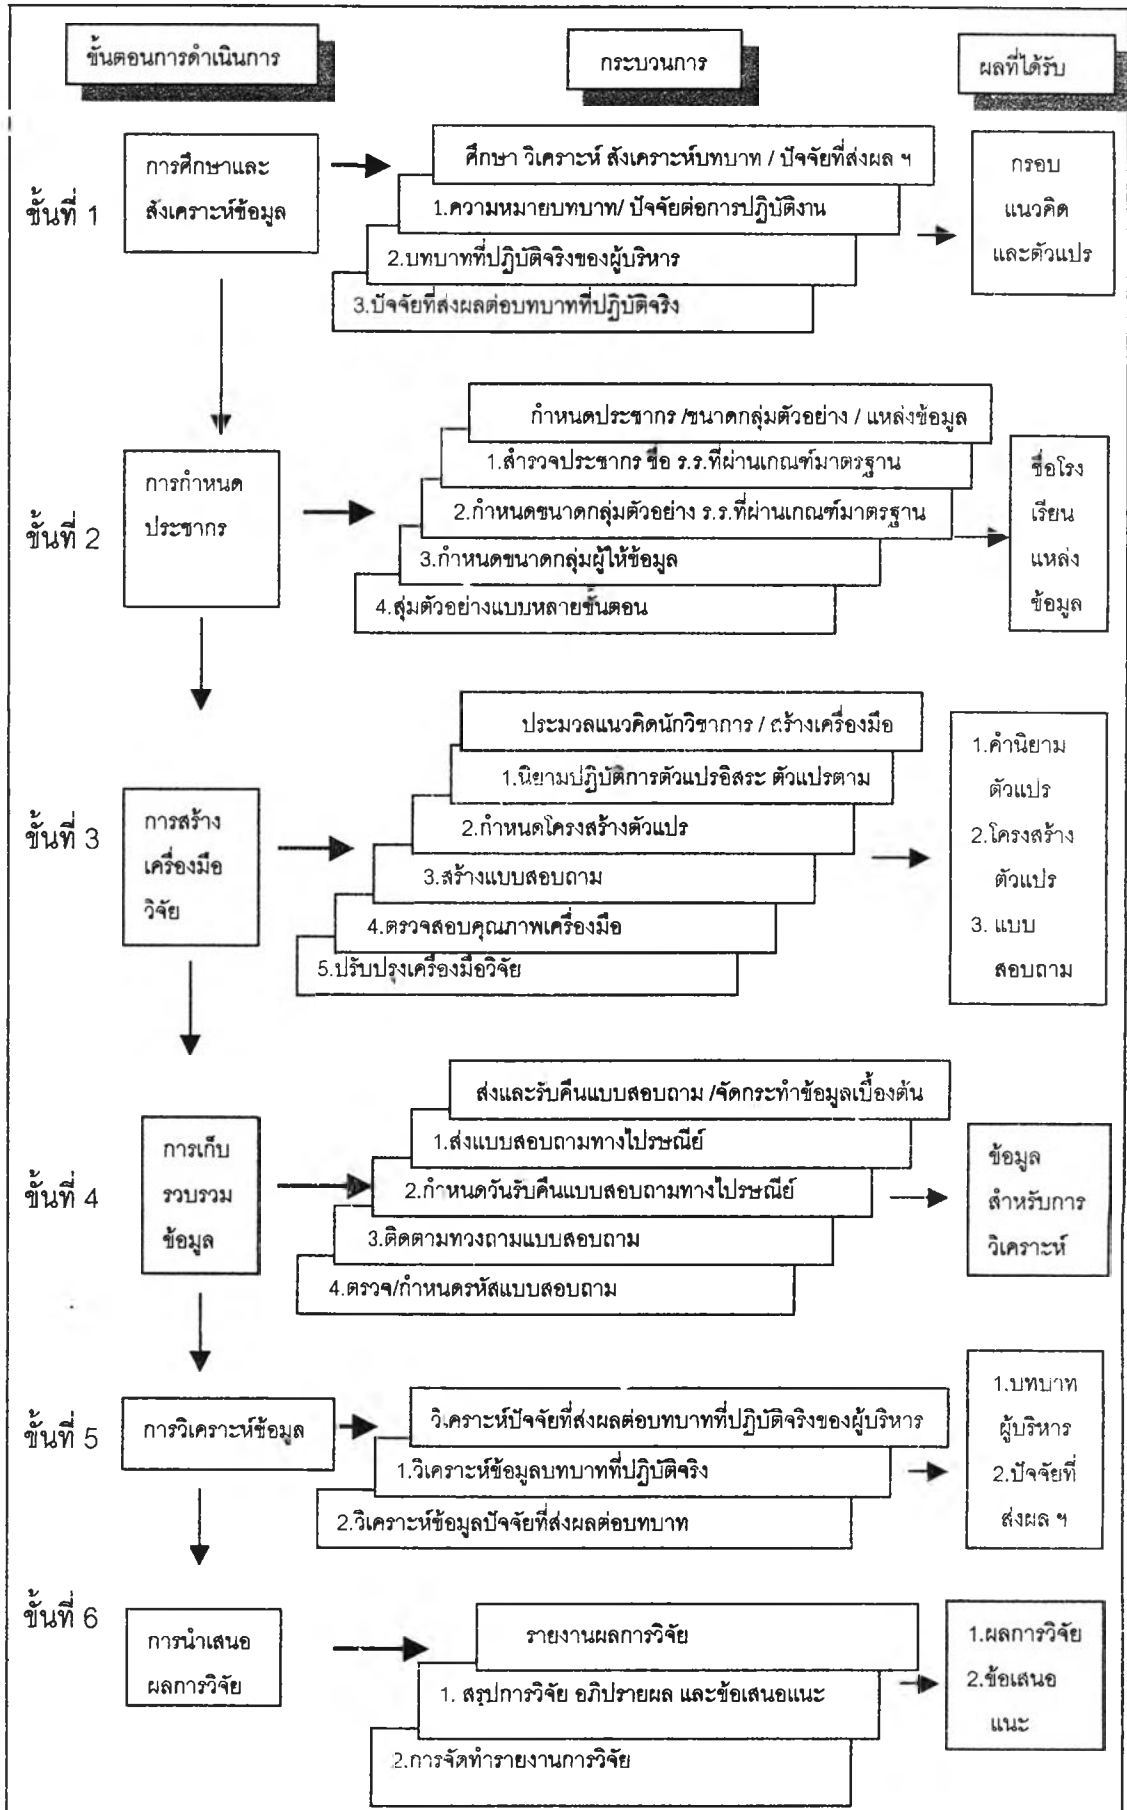 ขั้นตอนการดำเนินการ
กระบวนการ
ผลที่ได้รับ
ขั้นที่ 1
การศึกษาและ
สังเคราะห์ข้อมูล
ศึกษา วิเคราะห์ สังเคราะห์บทบาท / ปัจจัยที่ส่งผล ฯ
1.ความหมายบทบาท/ ปัจจัยต่อการปฏิบัติงาน
2.บทบาทที่ปฏิบัติจริงของผู้บริหาร
3.ปัจจัยที่ส่งผลต่อบทบาทที่ปฏิบัติจริง
กรอบ
แนวคิด
และตัวแปร
ขั้นที่ 2
การกำหนด
ประชากร
กำหนดประชากร /ขนาดกลุ่มตัวอย่าง / แหล่งข้อมูล
1.สำรวจประชากร ชื่อ ร.ร.ที่ผ่านเกณฑ์มาตรฐาน
2.กำหนดขนาดกลุ่มตัวอย่าง ร.ร.ที่ผ่านเกณฑ์มาตรฐาน
3.กำหนดขนาดกลุ่มผู้ให้ข้อมูล
4.สุ่มตัวอย่างแบบหลายขั้นตอน
ชื่อโรง
เรียน
แหล่ง
ข้อมูล
ขั้นที่ 3
การสร้าง
เครื่องมือ
วิจัย
ประมวลแนวคิดนักวิชาการ / สร้างเครื่องมือ
1.นิยามปฏิบัติการตัวแปรอิสระ ตัวแปรตาม
2.กำหนดโครงสร้างตัวแปร
3.สร้างแบบสอบถาม
4.ตรวจสอบคุณภาพเครื่องมือ
5.ปรับปรุงเครื่องมือวิจัย
1.คำนิยาม
ตัวแปร
2.โครงสร้าง
ตัวแปร
3. แบบ
สอบถาม
ขั้นที่ 4
การเก็บ
รวบรวม
ข้อมูล
ส่งและรับคืนแบบสอบถาม /จัดกระทำข้อมูลเบื้องต้น
1.ส่งแบบสอบถามทางไปรษณีย์
2.กำหนดวันรับคืนแบบสอบถามทางไปรษณีย์
3.ติดตามทวงถามแบบสอบถาม
4.ตรวจ/กำหนดรหัสแบบสอบถาม
ข้อมูล
สำหรับการ
วิเคราะห์
ขั้นที่ 5
การวิเคราะห์ข้อมูล
วิเคราะห์ปัจจัยที่ส่งผลต่อบทบาทที่ปฏิบัติจริงของผู้บริหาร
1.วิเคราะห์ข้อมูลบทบาทที่ปฏิบัติจริง
2.วิเคราะห์ข้อมูลปัจจัยที่ส่งผลต่อบทบาท
1.บทบาท
ผู้บริหาร
2.ปัจจัยที่
ส่งผล ฯ
ขั้นที่ 6
การนำเสนอ
ผลการวิจัย
รายงานผลการวิจัย
1. สรุปการวิจัย อภิปรายผล และข้อเสนอแนะ
2.การจัดทำรายงานการวิจัย
1.ผลการวิจัย
2.ข้อเสนอ
แนะ